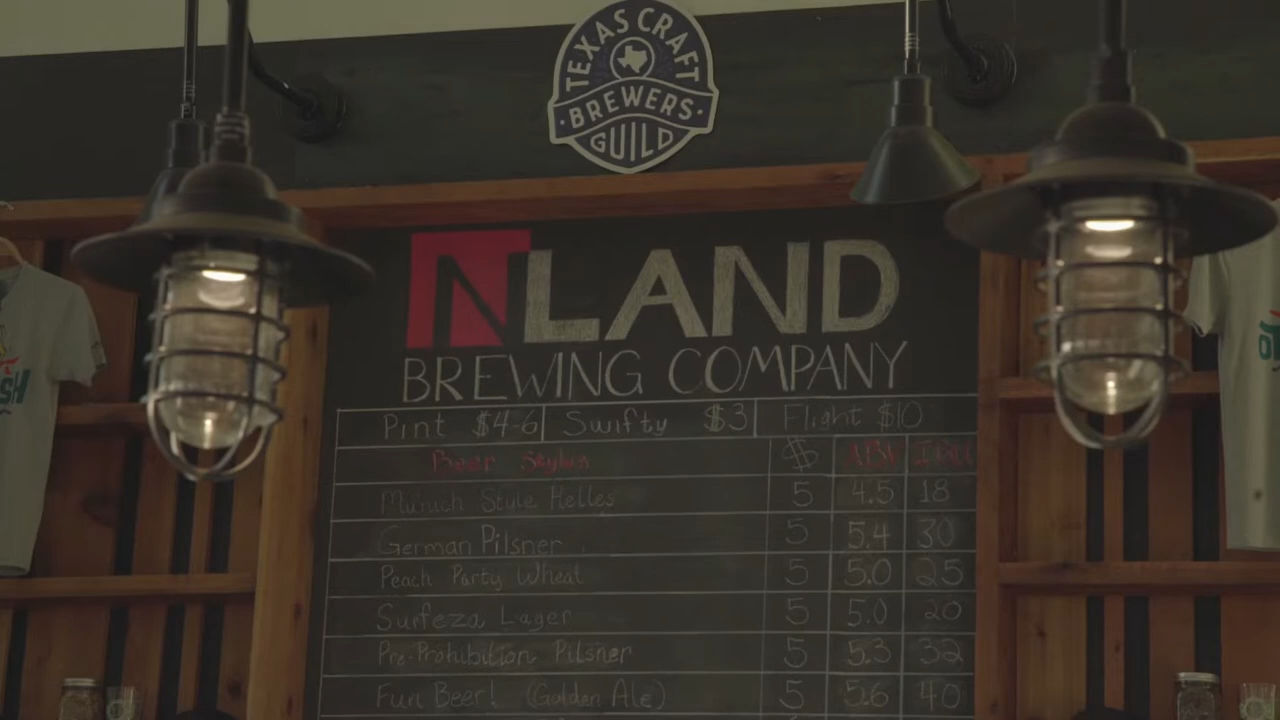 TEXAS CRAFT
BREWERS
GUILD
NLAND
BREWING COMPANY
Pint $4-6 Swifty $3 Flight $10
Beer Styles $ ABV IBU
Munich Style Helles 5 4.5 18
German Pilsner 5 5.4 30
Peach Party Wheat 5 5.0 25
Surfeza Lager 5 5.0 20
Pre-Prohibition Pilsner 5 5.3 32
Fun Beer! (Golden Ale) 5 5.6 40